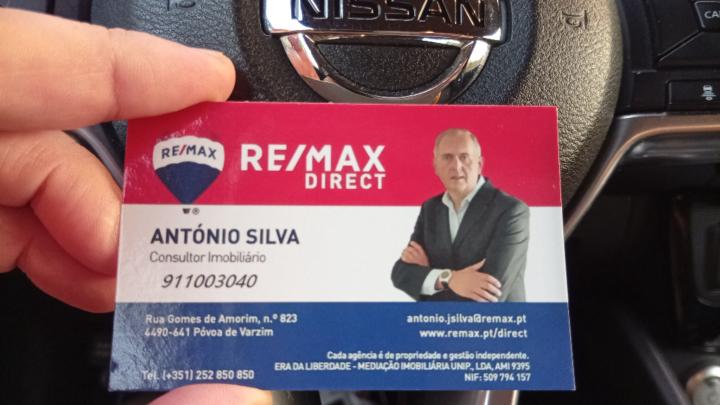 NISSAN
RE/MAX
RE/MAX
DIRECT
ANTÓNIO SILVA
Consultor Imobiliário
911003040
Rua Gomes de Amorim, n.º 823
4490-641 Póvoa de Varzim
antonio.jsilva@remax.pt
www.remax.pt/direct
Cada agência é de propriedade e gestão independente.
ERA DA LIBERDADE - MEDIAÇÃO IMOBILIÁRIA UNIP., LDA, AMI 9395
Tel. (+351) 252 850 850
NIF: 509 794 157